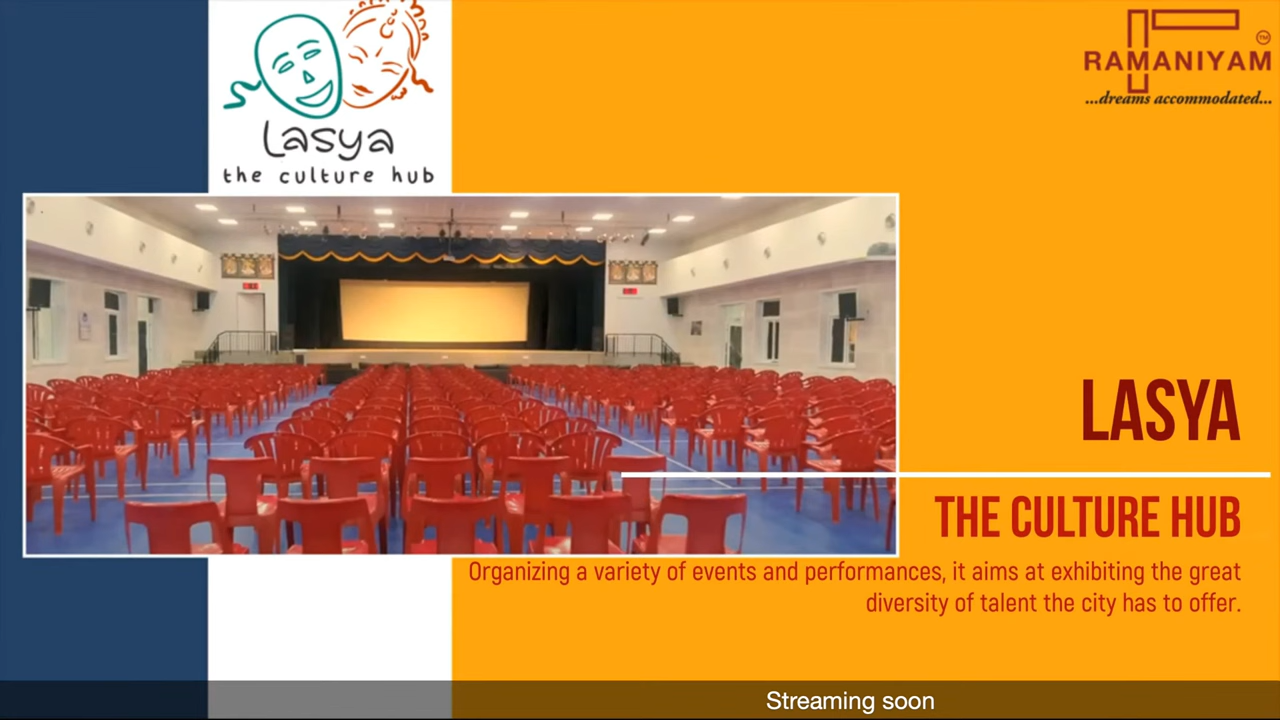 Lasya
the culture hub
RAMANIYAM
TM
...dreams accommodated...
LASYA
THE CULTURE HUB
Organizing a variety of events and performances, it aims at exhibiting the great
diversity of talent the city has to offer.
Streaming soon